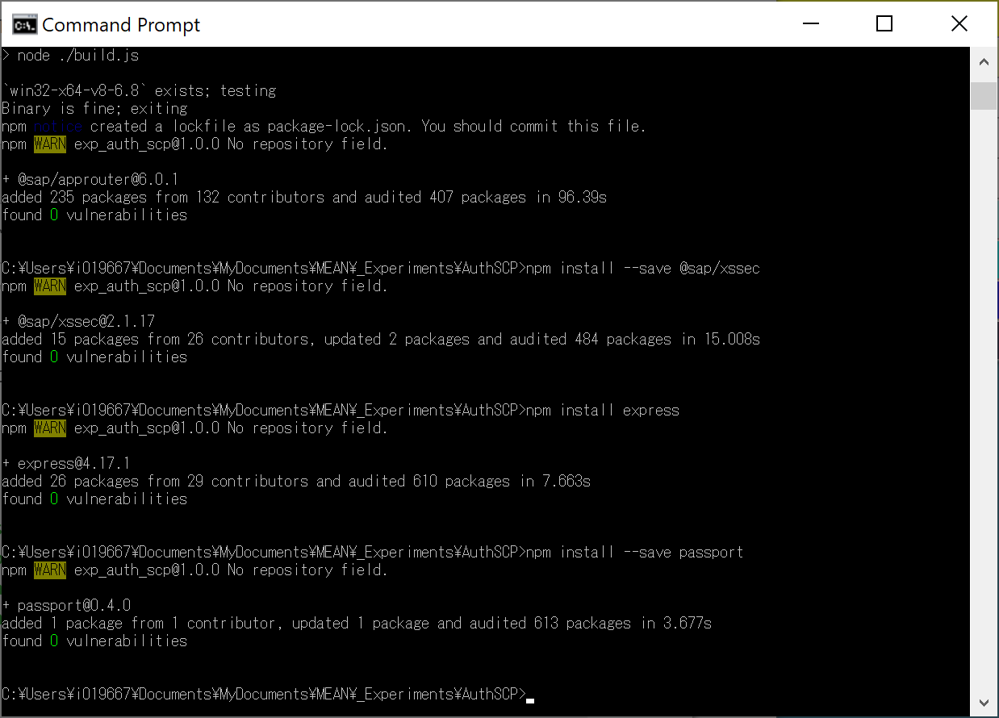 C:\. Command Prompt
> node ./build.js
`win32-x64-v8-6.8` exists; testing
Binary is fine; exiting
npm notice created a lockfile as package-lock.json. You should commit this file.
npm WARN exp_auth_scp@1.0.0 No repository field.
+ @sap/approuter@6.0.1
added 235 packages from 132 contributors and audited 407 packages in 96.39s
found 0 vulnerabilities
C:¥Users¥i019667¥Documents¥MyDocuments¥MEAN¥_Experiments¥AuthSCP>npm install --save @sap/xssec
npm WARN exp_auth_scp@1.0.0 No repository field.
+ @sap/xssec@2.1.17
added 15 packages from 26 contributors, updated 2 packages and audited 484 packages in 15.008s
found 0 vulnerabilities
C:¥Users¥i019667¥Documents¥MyDocuments¥MEAN¥_Experiments¥AuthSCP>npm install express
npm WARN exp_auth_scp@1.0.0 No repository field.
+ express@4.17.1
added 26 packages from 29 contributors and audited 610 packages in 7.663s
found 0 vulnerabilities
C:¥Users¥i019667¥Documents¥MyDocuments¥MEAN¥_Experiments¥AuthSCP>npm install --save passport
npm WARN exp_auth_scp@1.0.0 No repository field.
+ passport@0.4.0
added 1 package from 1 contributor, updated 1 package and audited 613 packages in 3.677s
found 0 vulnerabilities
C:¥Users¥i019667¥Documents¥MyDocuments¥MEAN¥_Experiments¥AuthSCP>